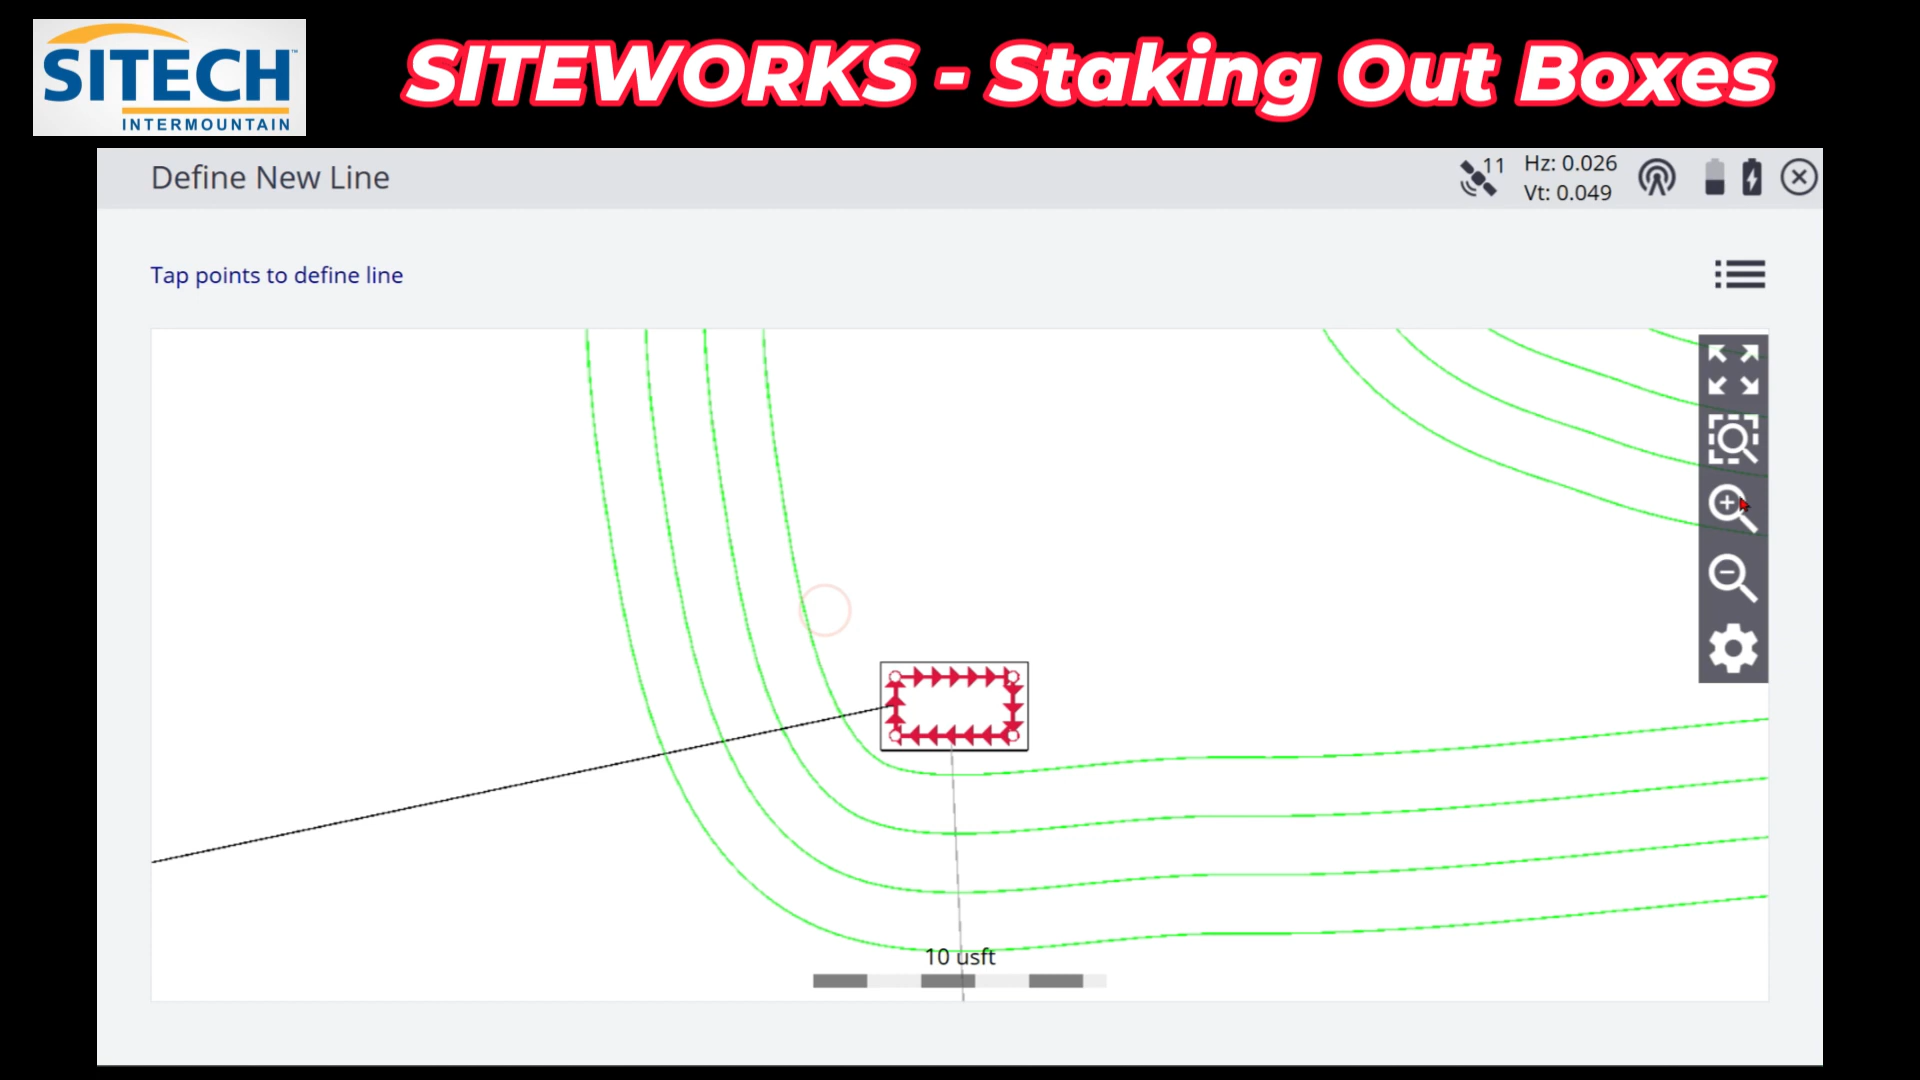 SITECH™
INTERMOUNTAIN
SITEWORKS - Staking Out Boxes
Define New Line
11
Hz: 0.026
Vt: 0.049
Tap points to define line
10 usft